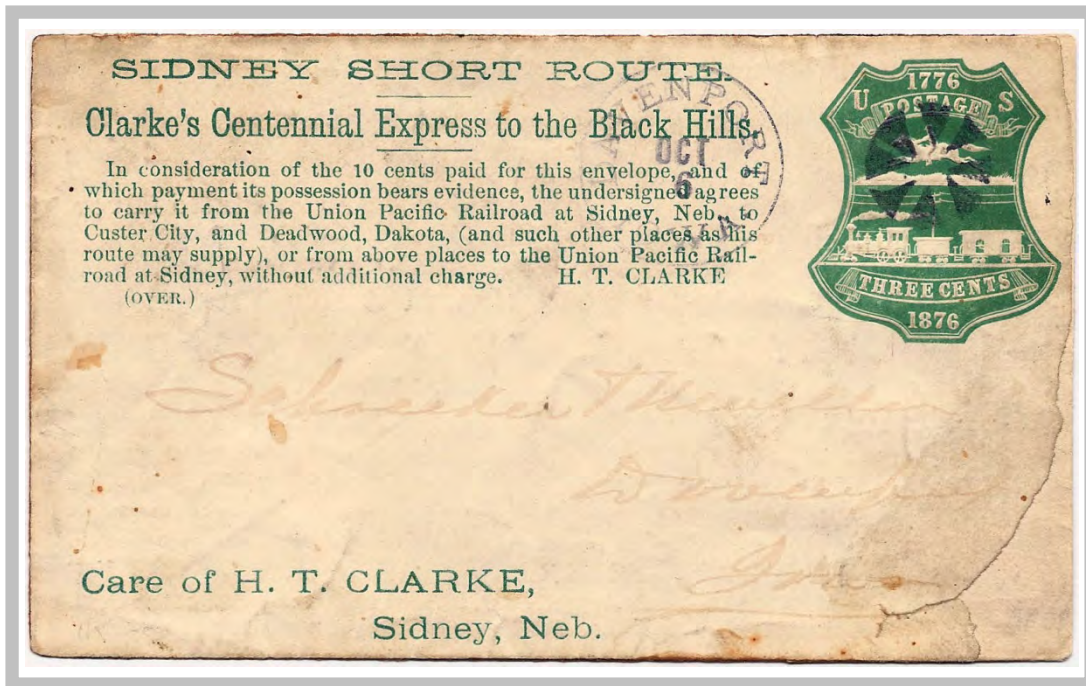 SIDNEY SHORT ROUTE.
Clarke's Centennial Express to the Black Hills.
In consideration of the 10 cents paid for this envelope, and of
which payment its possession bears evidence, the undersigned agrees
to carry it from the Union Pacific Railroad at Sidney, Neb., to
Custer City, and Deadwood, Dakota, (and such other places as his
route may supply), or from above places to the Union Pacific Rail-
road at Sidney, without additional charge. H. T. CLARKE
(OVER.)
AVENPORT
OCT
6
1776
U POSTAGE S
THREE CENTS
1876
Schroeder
Iowa
Care of H. T. CLARKE,
Sidney, Neb.